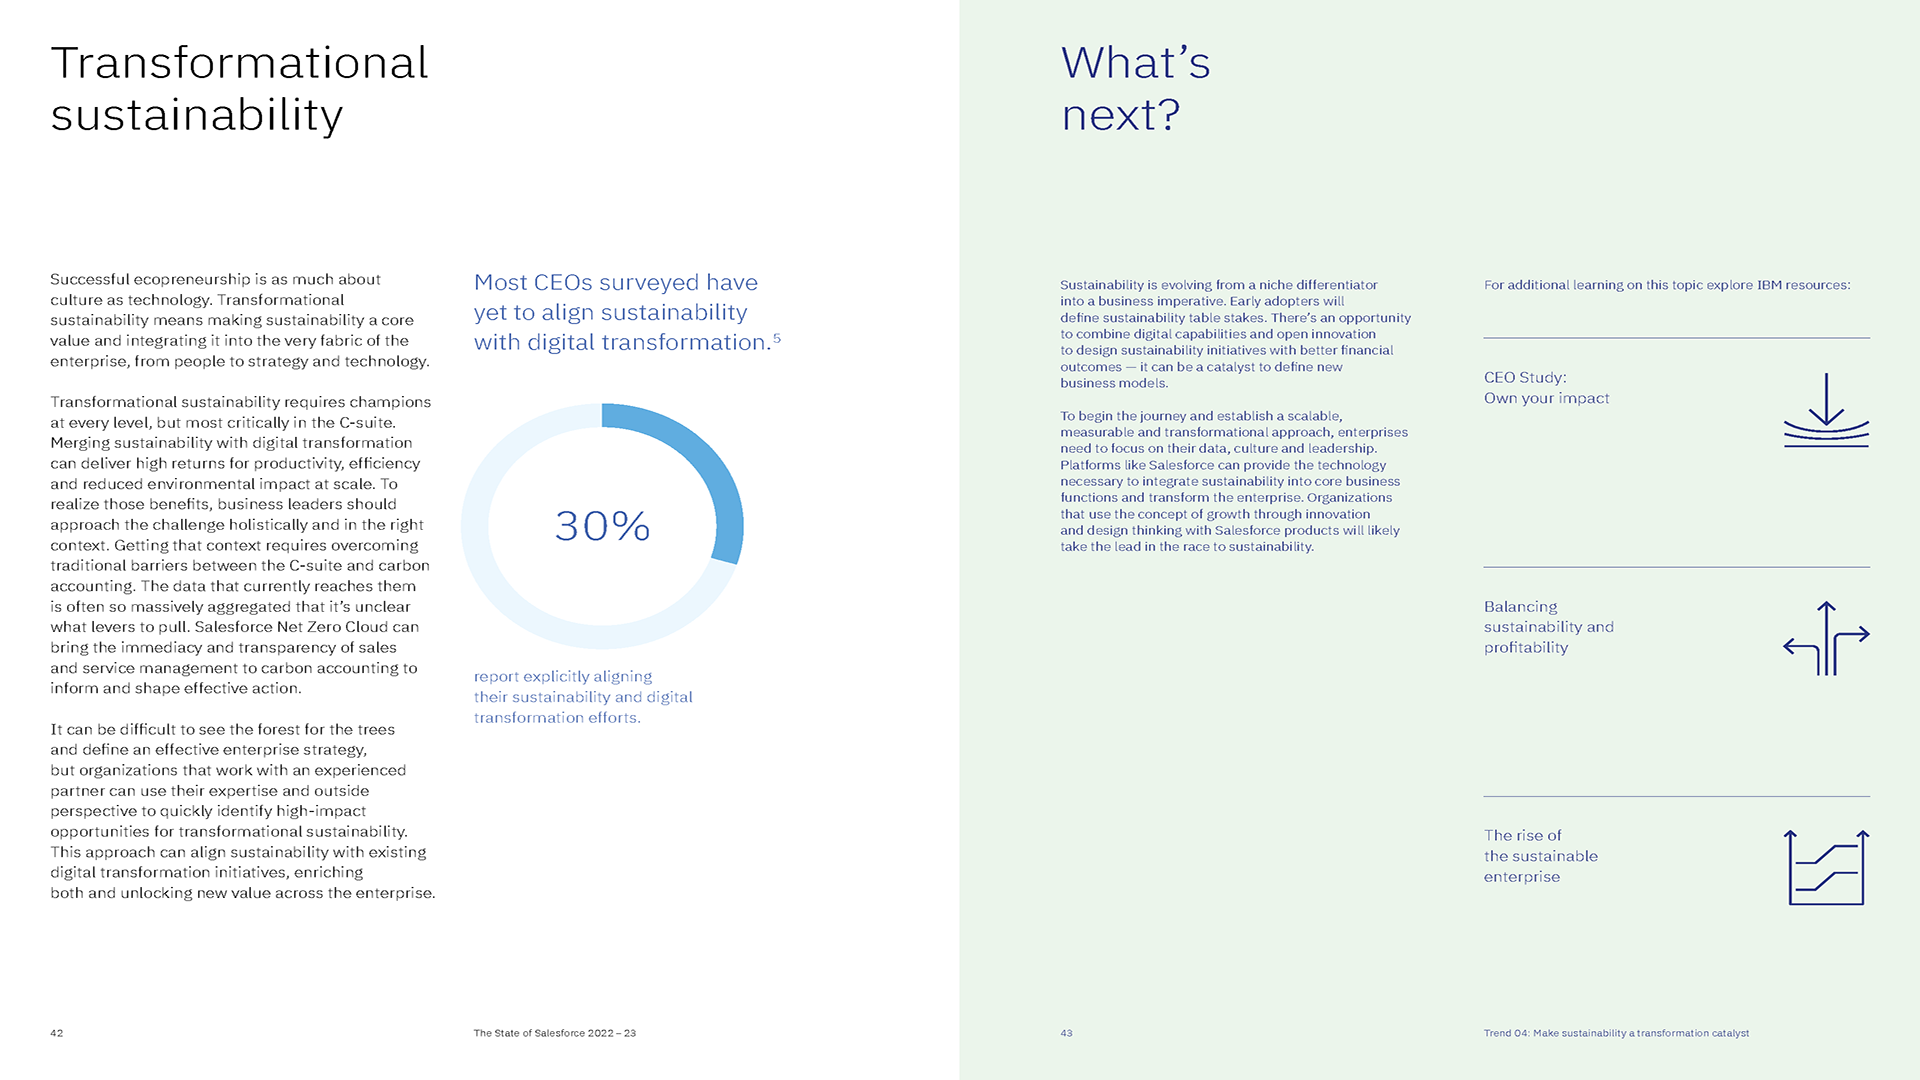 Transformational
sustainability
Successful ecopreneurship is as much about
culture as technology. Transformational
sustainability means making sustainability a core
value and integrating it into the very fabric of the
enterprise, from people to strategy and technology.
Transformational sustainability requires champions
at every level, but most critically in the C-suite.
Merging sustainability with digital transformation
can deliver high returns for productivity, efficiency
and reduced environmental impact at scale. To
realize those benefits, business leaders should
approach the challenge holistically and in the right
context. Getting that context requires overcoming
traditional barriers between the C-suite and carbon
accounting. The data that currently reaches them
is often so massively aggregated that it’s unclear
what levers to pull. Salesforce Net Zero Cloud can
bring the immediacy and transparency of sales
and service management to carbon accounting to
inform and shape effective action.
It can be difficult to see the forest for the trees
and define an effective enterprise strategy,
but organizations that work with an experienced
partner can use their expertise and outside
perspective to quickly identify high-impact
opportunities for transformational sustainability.
This approach can align sustainability with existing
digital transformation initiatives, enriching
both and unlocking new value across the enterprise.
Most CEOs surveyed have
yet to align sustainability
with digital transformation.⁵
30%
report explicitly aligning
their sustainability and digital
transformation efforts.
42
The State of Salesforce 2022 – 23
What’s
next?
Sustainability is evolving from a niche differentiator
into a business imperative. Early adopters will
define sustainability table stakes. There’s an opportunity
to combine digital capabilities and open innovation
to design sustainability initiatives with better financial
outcomes — it can be a catalyst to define new
business models.
To begin the journey and establish a scalable,
measurable and transformational approach, enterprises
need to focus on their data, culture and leadership.
Platforms like Salesforce can provide the technology
necessary to integrate sustainability into core business
functions and transform the enterprise. Organizations
that use the concept of growth through innovation
and design thinking with Salesforce products will likely
take the lead in the race to sustainability.
For additional learning on this topic explore IBM resources:
CEO Study:
Own your impact
Balancing
sustainability and
profitability
The rise of
the sustainable
enterprise
43
Trend 04: Make sustainability a transformation catalyst